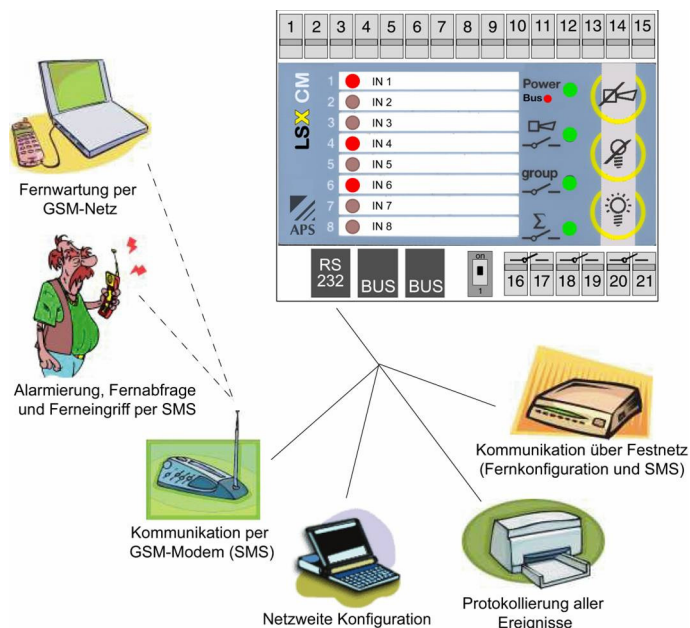 1 2 3 4 5 6 7 8 9 10 11 12 13 14 15
LSX CM
1 IN 1
2 IN 2
3 IN 3
4 IN 4
5 IN 5
6 IN 6
7 IN 7
8 IN 8
APS
Power
Bus
group
Σ
RS
232
BUS
BUS
on
1
16 17 18 19 20 21
Fernwartung per
GSM-Netz
Alarmierung, Fernabfrage
und Ferneingriff per SMS
Kommunikation per
GSM-Modem (SMS)
Netzweite Konfiguration
Protokollierung aller
Ereignisse
Kommunikation über Festnetz
(Fernkonfiguration und SMS)